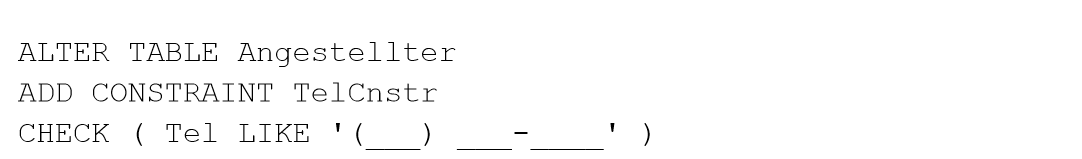 ALTER TABLE Angestellter
ADD CONSTRAINT TelCnstr
CHECK ( Tel LIKE '(___) ___-____' )